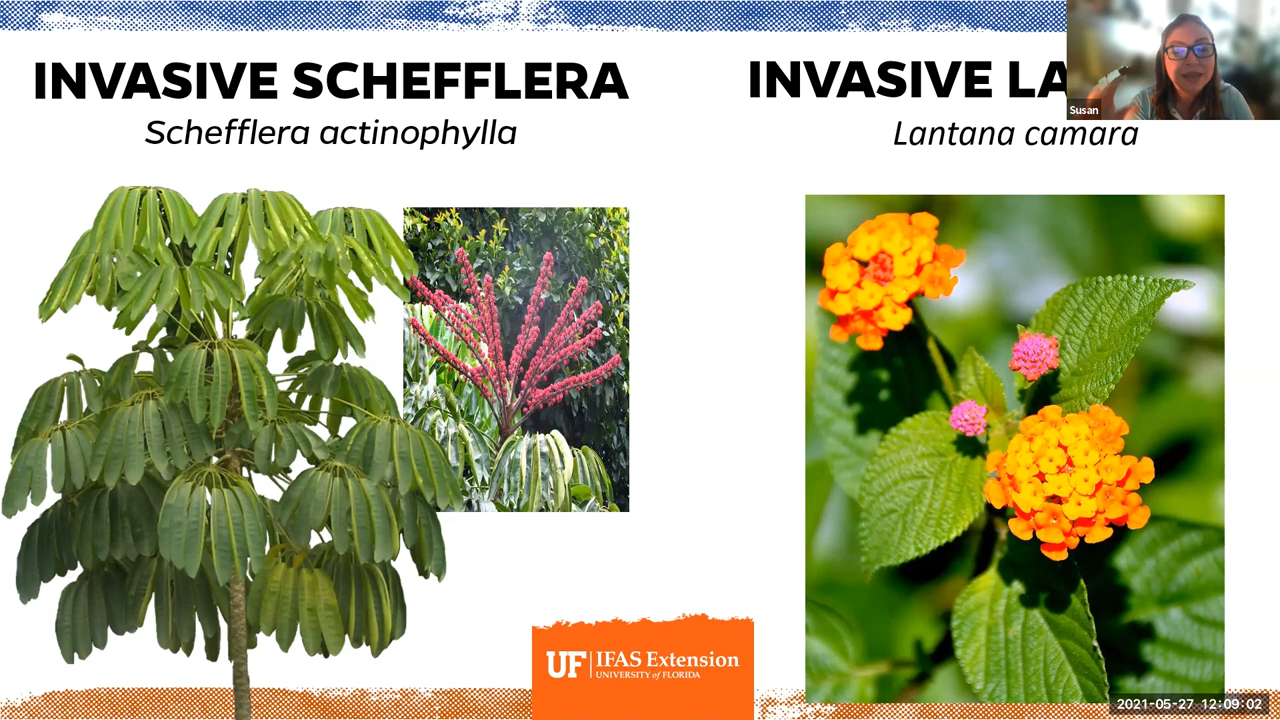 INVASIVE SCHEFFLERA
Schefflera actinophylla
INVASIVE LA
Lantana camara
Susan
UF IFAS Extension
UNIVERSITY of FLORIDA
2021-05-27 12:09:02